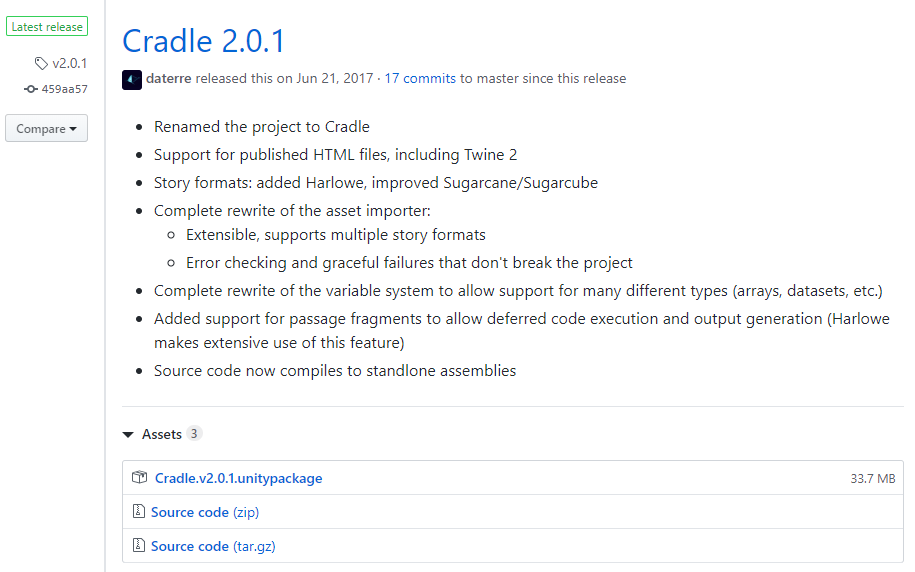 Latest release
v2.0.1
459aa57
Compare
Cradle 2.0.1
daterre released this on Jun 21, 2017 · 17 commits to master since this release
Renamed the project to Cradle
Support for published HTML files, including Twine 2
Story formats: added Harlowe, improved Sugarcane/Sugarcube
Complete rewrite of the asset importer:
Extensible, supports multiple story formats
Error checking and graceful failures that don't break the project
Complete rewrite of the variable system to allow support for many different types (arrays, datasets, etc.)
Added support for passage fragments to allow deferred code execution and output generation (Harlowe
makes extensive use of this feature)
Source code now compiles to standlone assemblies
Assets 3
Cradle.v2.0.1.unitypackage 33.7 MB
Source code (zip)
Source code (tar.gz)